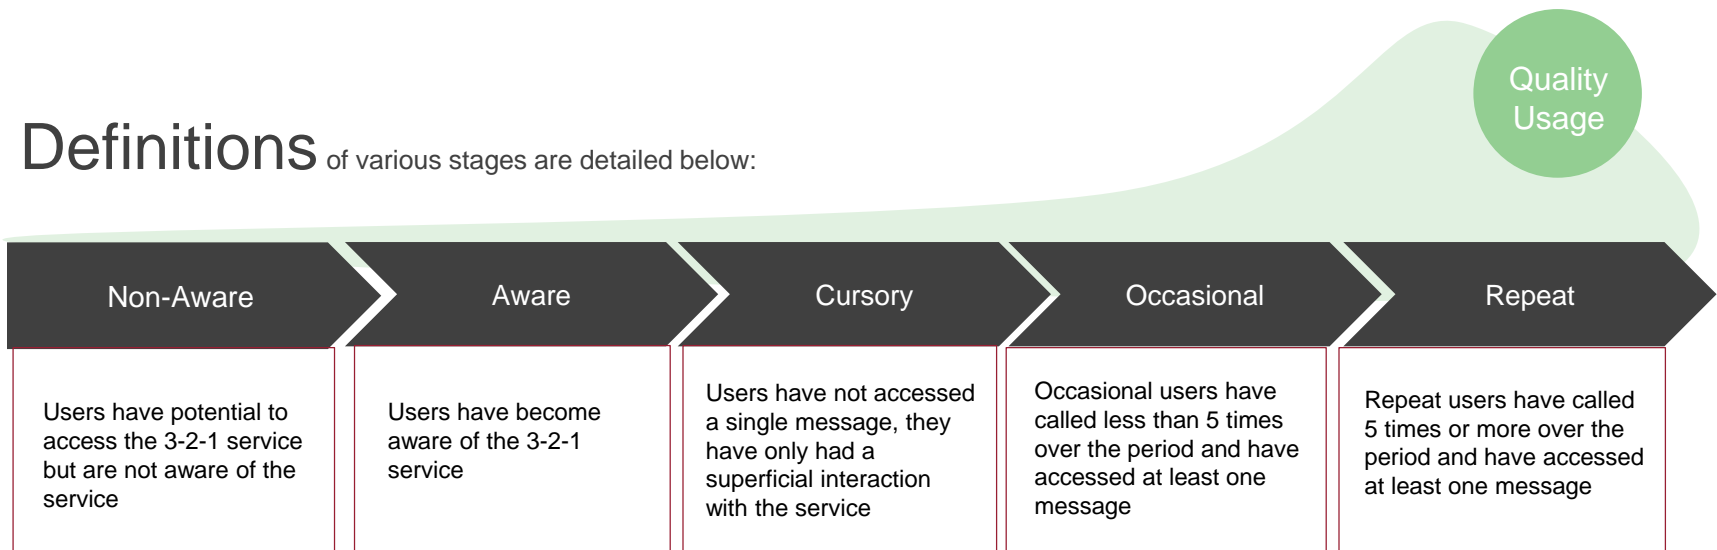 Quality
Usage
Definitions of various stages are detailed below:
Non-Aware
Aware
Cursory
Occasional
Repeat
Users have potential to
access the 3-2-1 service
but are not aware of the
service
Users have become
aware of the 3-2-1
service
Users have not accessed
a single message, they
have only had a
superficial interaction
with the service
Occasional users have
called less than 5 times
over the period and have
accessed at least one
message
Repeat users have called
5 times or more over the
period and have accessed
at least one message